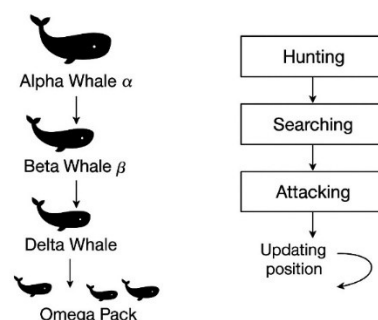 Alpha Whale α
Beta Whale β
Delta Whale
Omega Pack
Hunting
Searching
Attacking
Updating
position